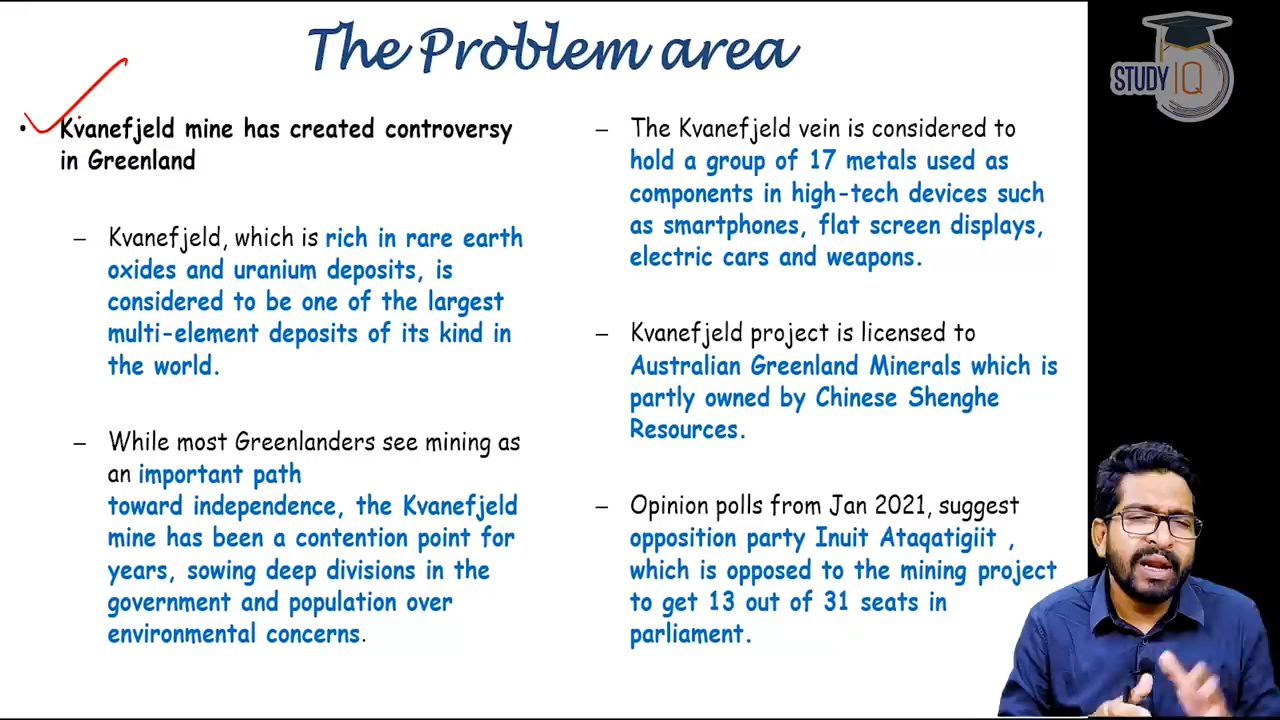 The Problem area
STUDY IQ
• Kvanefjeld mine has created controversy
in Greenland
– Kvanefjeld, which is rich in rare earth
oxides and uranium deposits, is
considered to be one of the largest
multi-element deposits of its kind in
the world.
– While most Greenlanders see mining as
an important path
toward independence, the Kvanefjeld
mine has been a contention point for
years, sowing deep divisions in the
government and population over
environmental concerns.
– The Kvanefjeld vein is considered to
hold a group of 17 metals used as
components in high-tech devices such
as smartphones, flat screen displays,
electric cars and weapons.
– Kvanefjeld project is licensed to
Australian Greenland Minerals which is
partly owned by Chinese Shenghe
Resources.
– Opinion polls from Jan 2021, suggest
opposition party Inuit Ataqatigiit ,
which is opposed to the mining project
to get 13 out of 31 seats in
parliament.